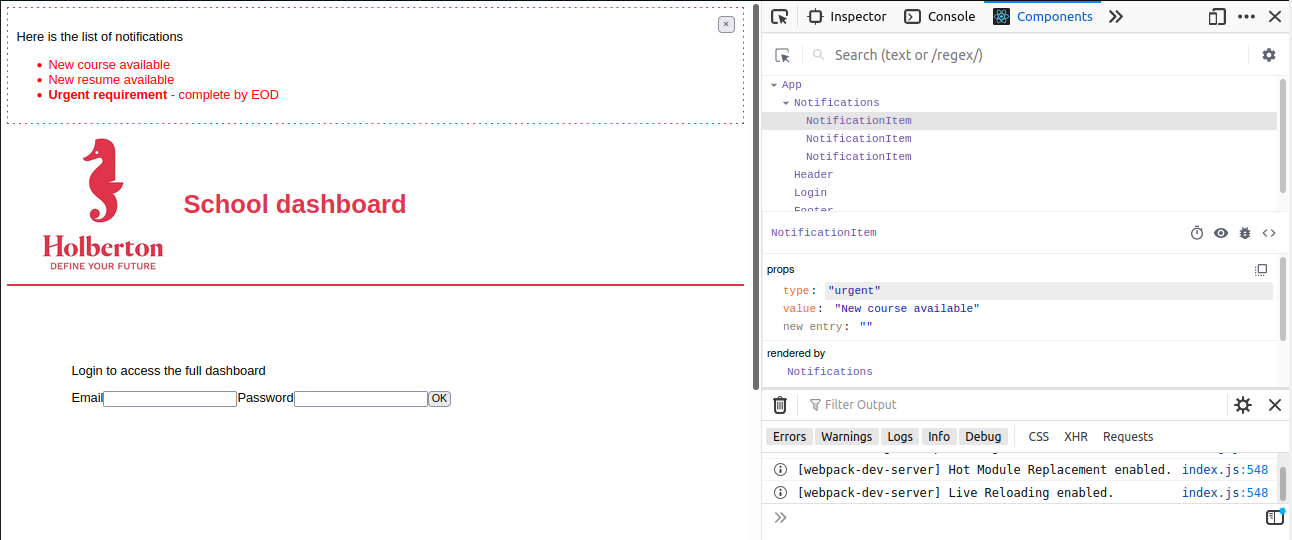 ×
Here is the list of notifications
• New course available
• New resume available
• Urgent requirement - complete by EOD
Holberton
DEFINE YOUR FUTURE
School dashboard
Login to access the full dashboard
Email Password OK
Inspector Console Components
Search (text or /regex/)
App
Notifications
NotificationItem
NotificationItem
NotificationItem
Header
Login
Footer
NotificationItem
props
type: "urgent"
value: "New course available"
new entry: ""
rendered by
Notifications
Filter Output
Errors Warnings Logs Info Debug CSS XHR Requests
[webpack-dev-server] Hot Module Replacement enabled. index.js:548
[webpack-dev-server] Live Reloading enabled. index.js:548